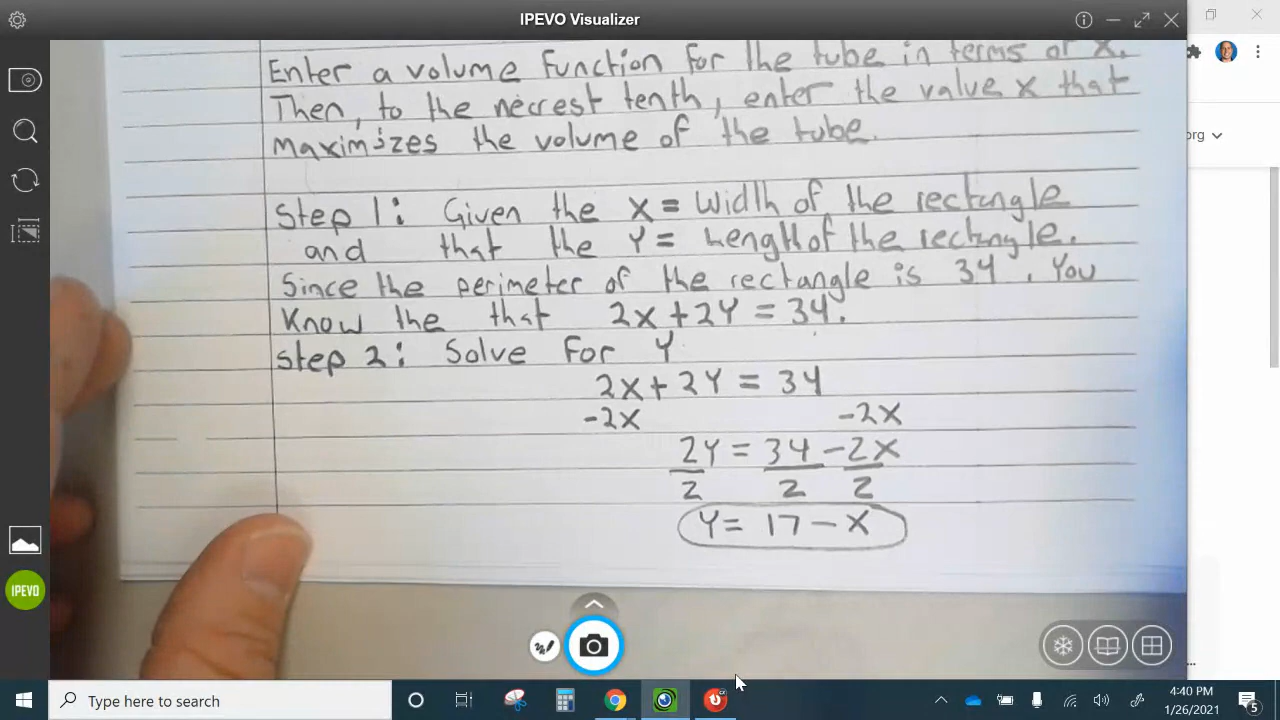 IPEVO Visualizer
Enter a volume function for the tube in terms of x.
Then, to the necrest tenth, enter the value x that
maximizes the volume of the tube.
Step 1: Given the x = Width of the rectangle
and that the Y = Length of the rectangle.
Since the perimeter of the rectangle is 34. You
Know the that 2x+2Y = 34.
Step 2: Solve For Y
2x+2Y = 34
-2x -2x
2Y = 34 -2x
2 2 2
Y= 17-x
org
IPEVO
...
Type here to search
4:40 PM
1/26/2021
5